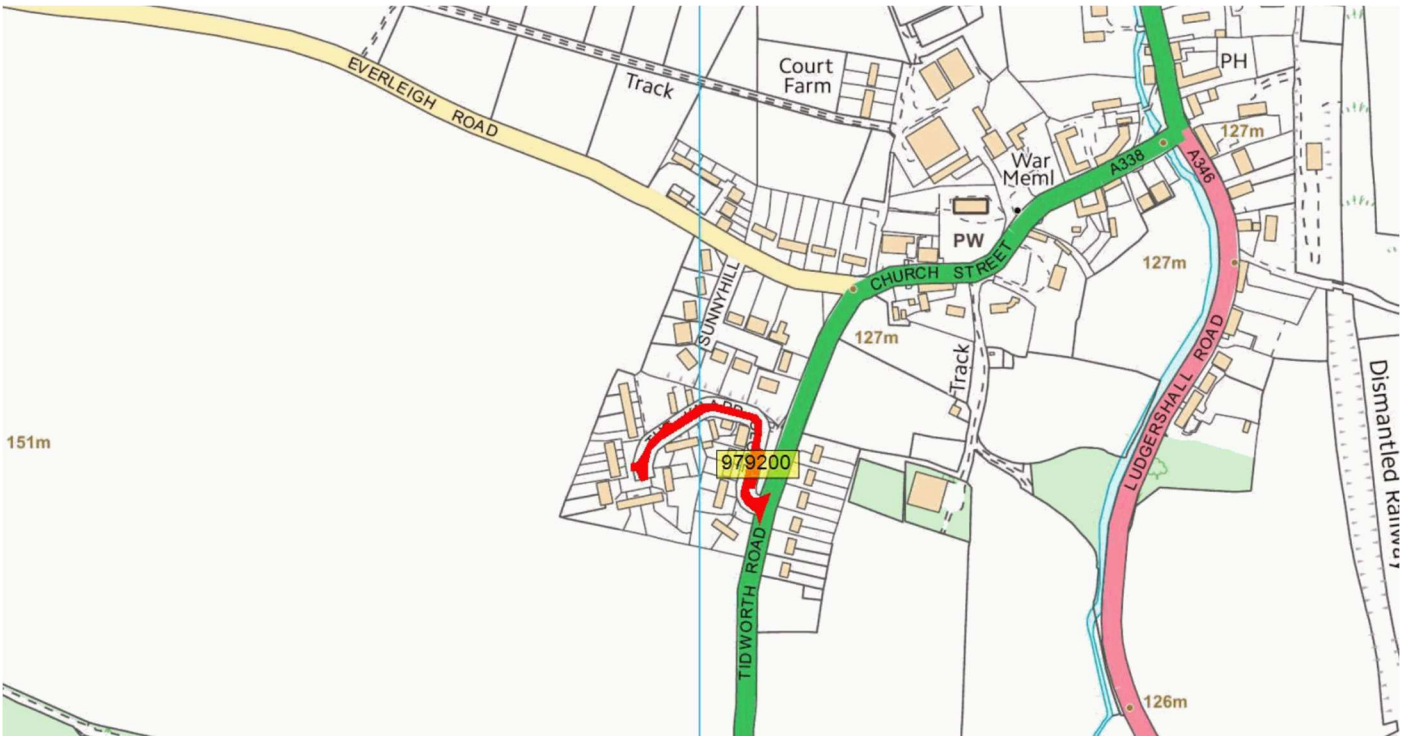 EVERLEIGH ROAD
Track
Court
Farm
PH
127m
A338
A346
War
Meml
PW
CHURCH STREET
127m
SUNNYHILL
127m
Track
LUDGERSHALL ROAD
Dismantled Railway
151m
979200
TIDWORTH ROAD
126m